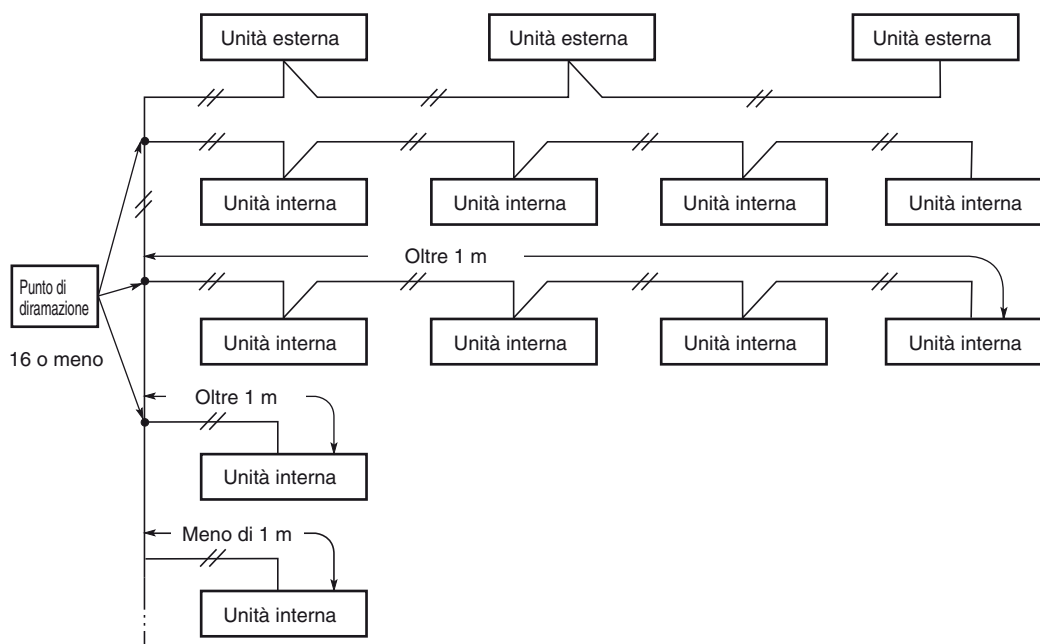 Unità esterna
Unità esterna
Unità esterna
Unità interna
Unità interna
Unità interna
Unità interna
Oltre 1 m
Punto di
diramazione
16 o meno
Unità interna
Unità interna
Unità interna
Unità interna
Oltre 1 m
Unità interna
Meno di 1 m
Unità interna